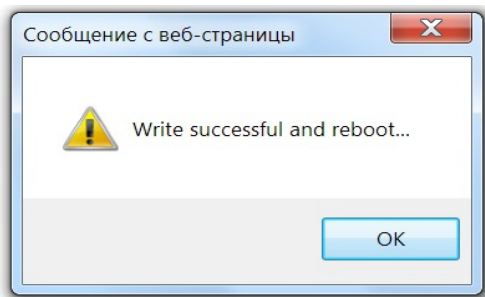 Сообщение с веб-страницы
Write successful and reboot...
OK